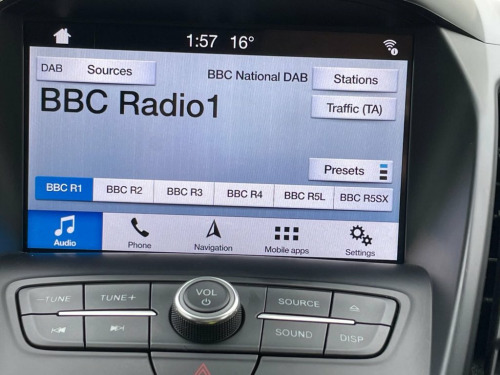 1:57 16°
DAB Sources BBC National DAB Stations
BBC Radio1
Traffic (TA)
Presets
BBC R1 BBC R2 BBC R3 BBC R4 BBC R5L BBC R5SX
Audio Phone Navigation Mobile apps Settings
–TUNE TUNE+ VOL SOURCE
SOUND DISP